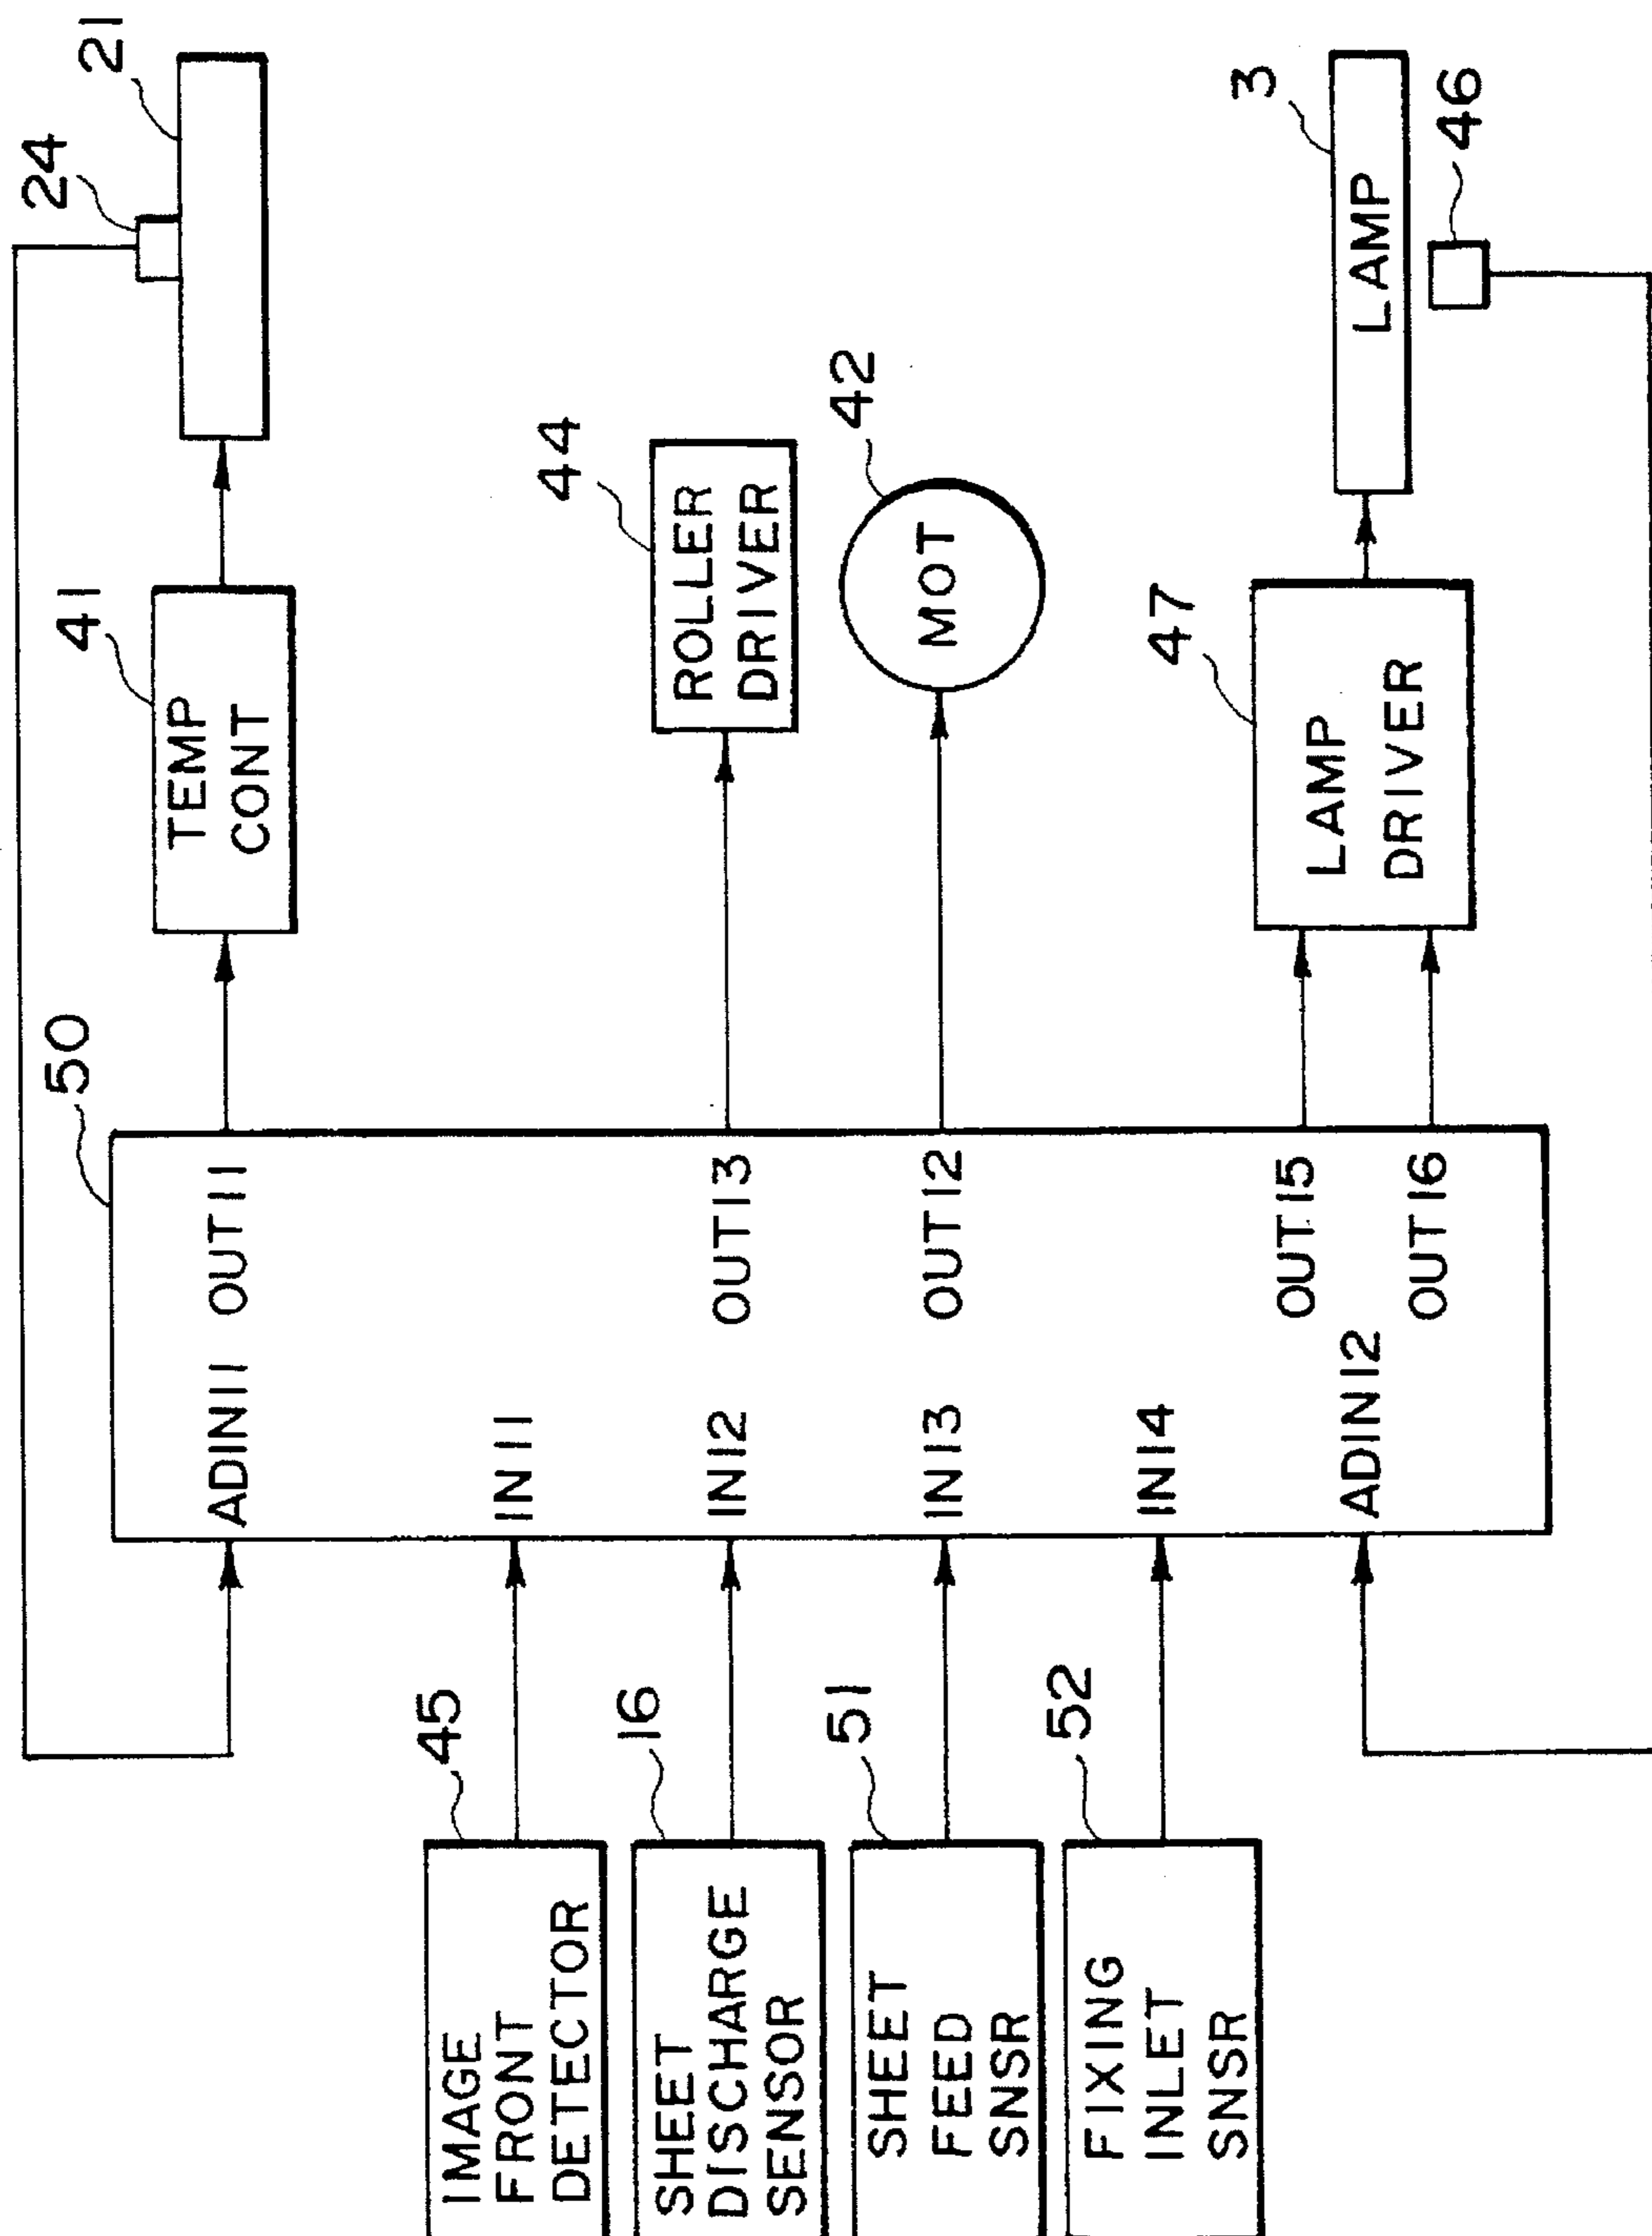 21
24
41
TEMP
CONT
50
ADIN11 OUT11
IN11
IN12 OUT13
IN13 OUT12
IN14
OUT15
ADIN12
OUT16
44
ROLLER
DRIVER
42
MOT
47
LAMP
DRIVER
3
LAMP
46
45
IMAGE
FRONT
DETECTOR
16
SHEET
DISCHARGE
SENSOR
51
SHEET
FEED
SNSR
52
FIXING
INLET
SNSR